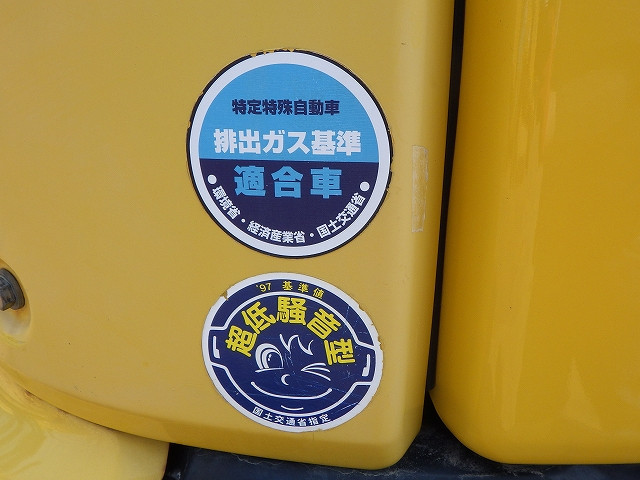 特定特殊自動車
排出ガス基準
適合車
・環境省・経済産業省・国土交通省・
'97 基準値
超低騒音型
国土交通省指定